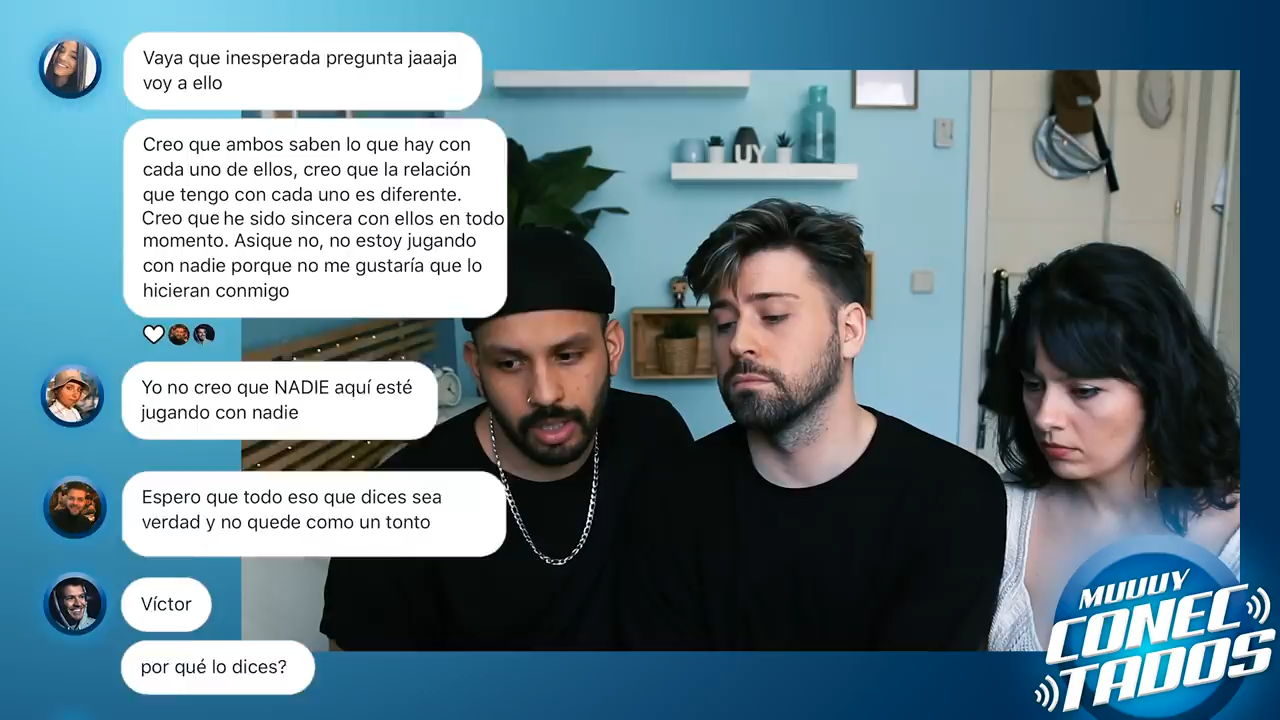 Vaya que inesperada pregunta jaaaja
voy a ello
Creo que ambos saben lo que hay con
cada uno de ellos, creo que la relación
que tengo con cada uno es diferente.
Creo que he sido sincera con ellos en todo
momento. Asique no, no estoy jugando
con nadie porque no me gustaría que lo
hicieran conmigo
Yo no creo que NADIE aquí esté
jugando con nadie
Espero que todo eso que dices sea
verdad y no quede como un tonto
Víctor
por qué lo dices?
UY
MUUUY
CONEC
TADOS